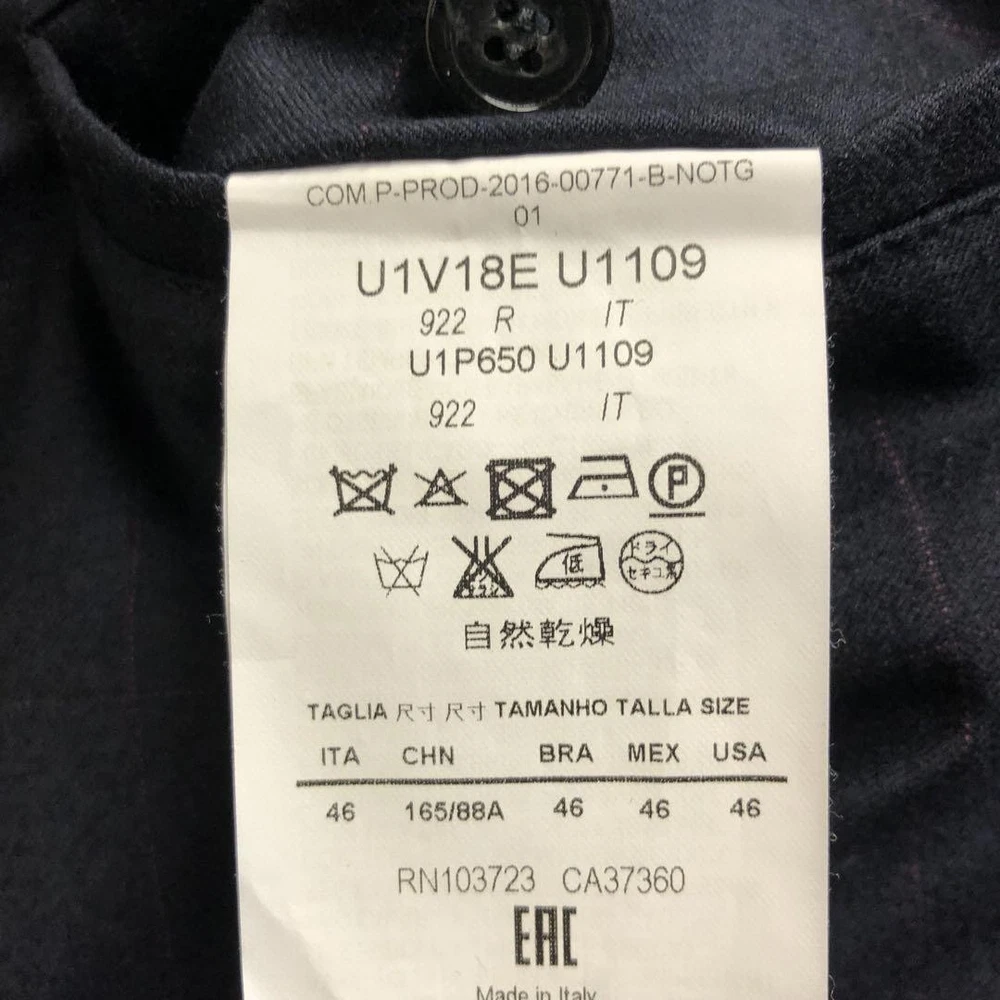 COM.P-PROD-2016-00771-B-NOTG
01
U1V18E U1109
922 R IT
U1P650 U1109
922 IT
P
低 ドライ
セキユ系
自然乾燥
TAGLIA 尺寸 尺寸 TAMANHO TALLA SIZE
ITA CHN BRA MEX USA
46 165/88A 46 46 46
RN103723 CA37360
EAC
Made in Italy